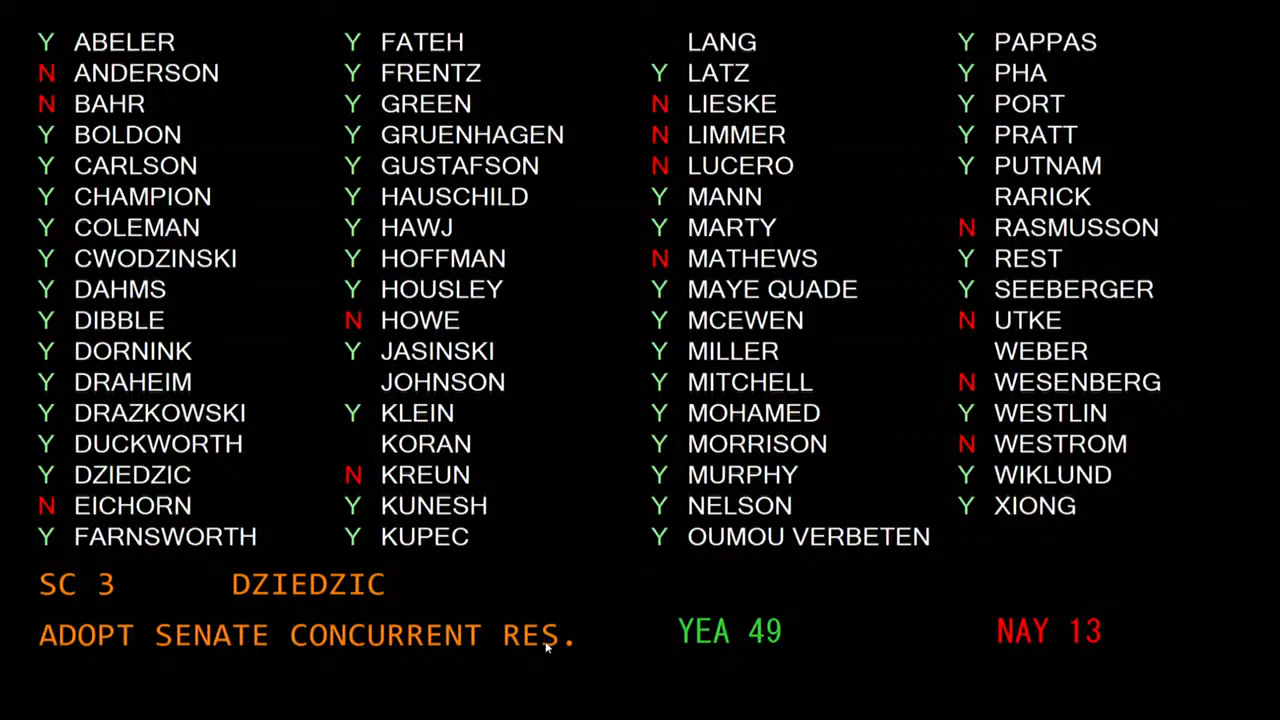 Y ABELER Y FATEH LANG Y PAPPAS
N ANDERSON Y FRENTZ Y LATZ Y PHA
N BAHR Y GREEN N LIESKE Y PORT
Y BOLDON Y GRUENHAGEN N LIMMER Y PRATT
Y CARLSON Y GUSTAFSON N LUCERO Y PUTNAM
Y CHAMPION Y HAUSCHILD Y MANN RARICK
Y COLEMAN Y HAWJ Y MARTY N RASMUSSON
Y CWODZINSKI Y HOFFMAN N MATHEWS Y REST
Y DAHMS Y HOUSLEY Y MAYE QUADE Y SEEBERGER
Y DIBBLE N HOWE Y MCEWEN N UTKE
Y DORNINK Y JASINSKI Y MILLER WEBER
Y DRAHEIM JOHNSON Y MITCHELL N WESENBERG
Y DRAZKOWSKI Y KLEIN Y MOHAMED Y WESTLIN
Y DUCKWORTH KORAN Y MORRISON N WESTROM
Y DZIEDZIC N KREUN Y MURPHY Y WIKLUND
N EICHORN Y KUNESH Y NELSON Y XIONG
Y FARNSWORTH Y KUPEC Y OUMOU VERBETEN
SC 3 DZIEDZIC
ADOPT SENATE CONCURRENT RES. YEA 49 NAY 13